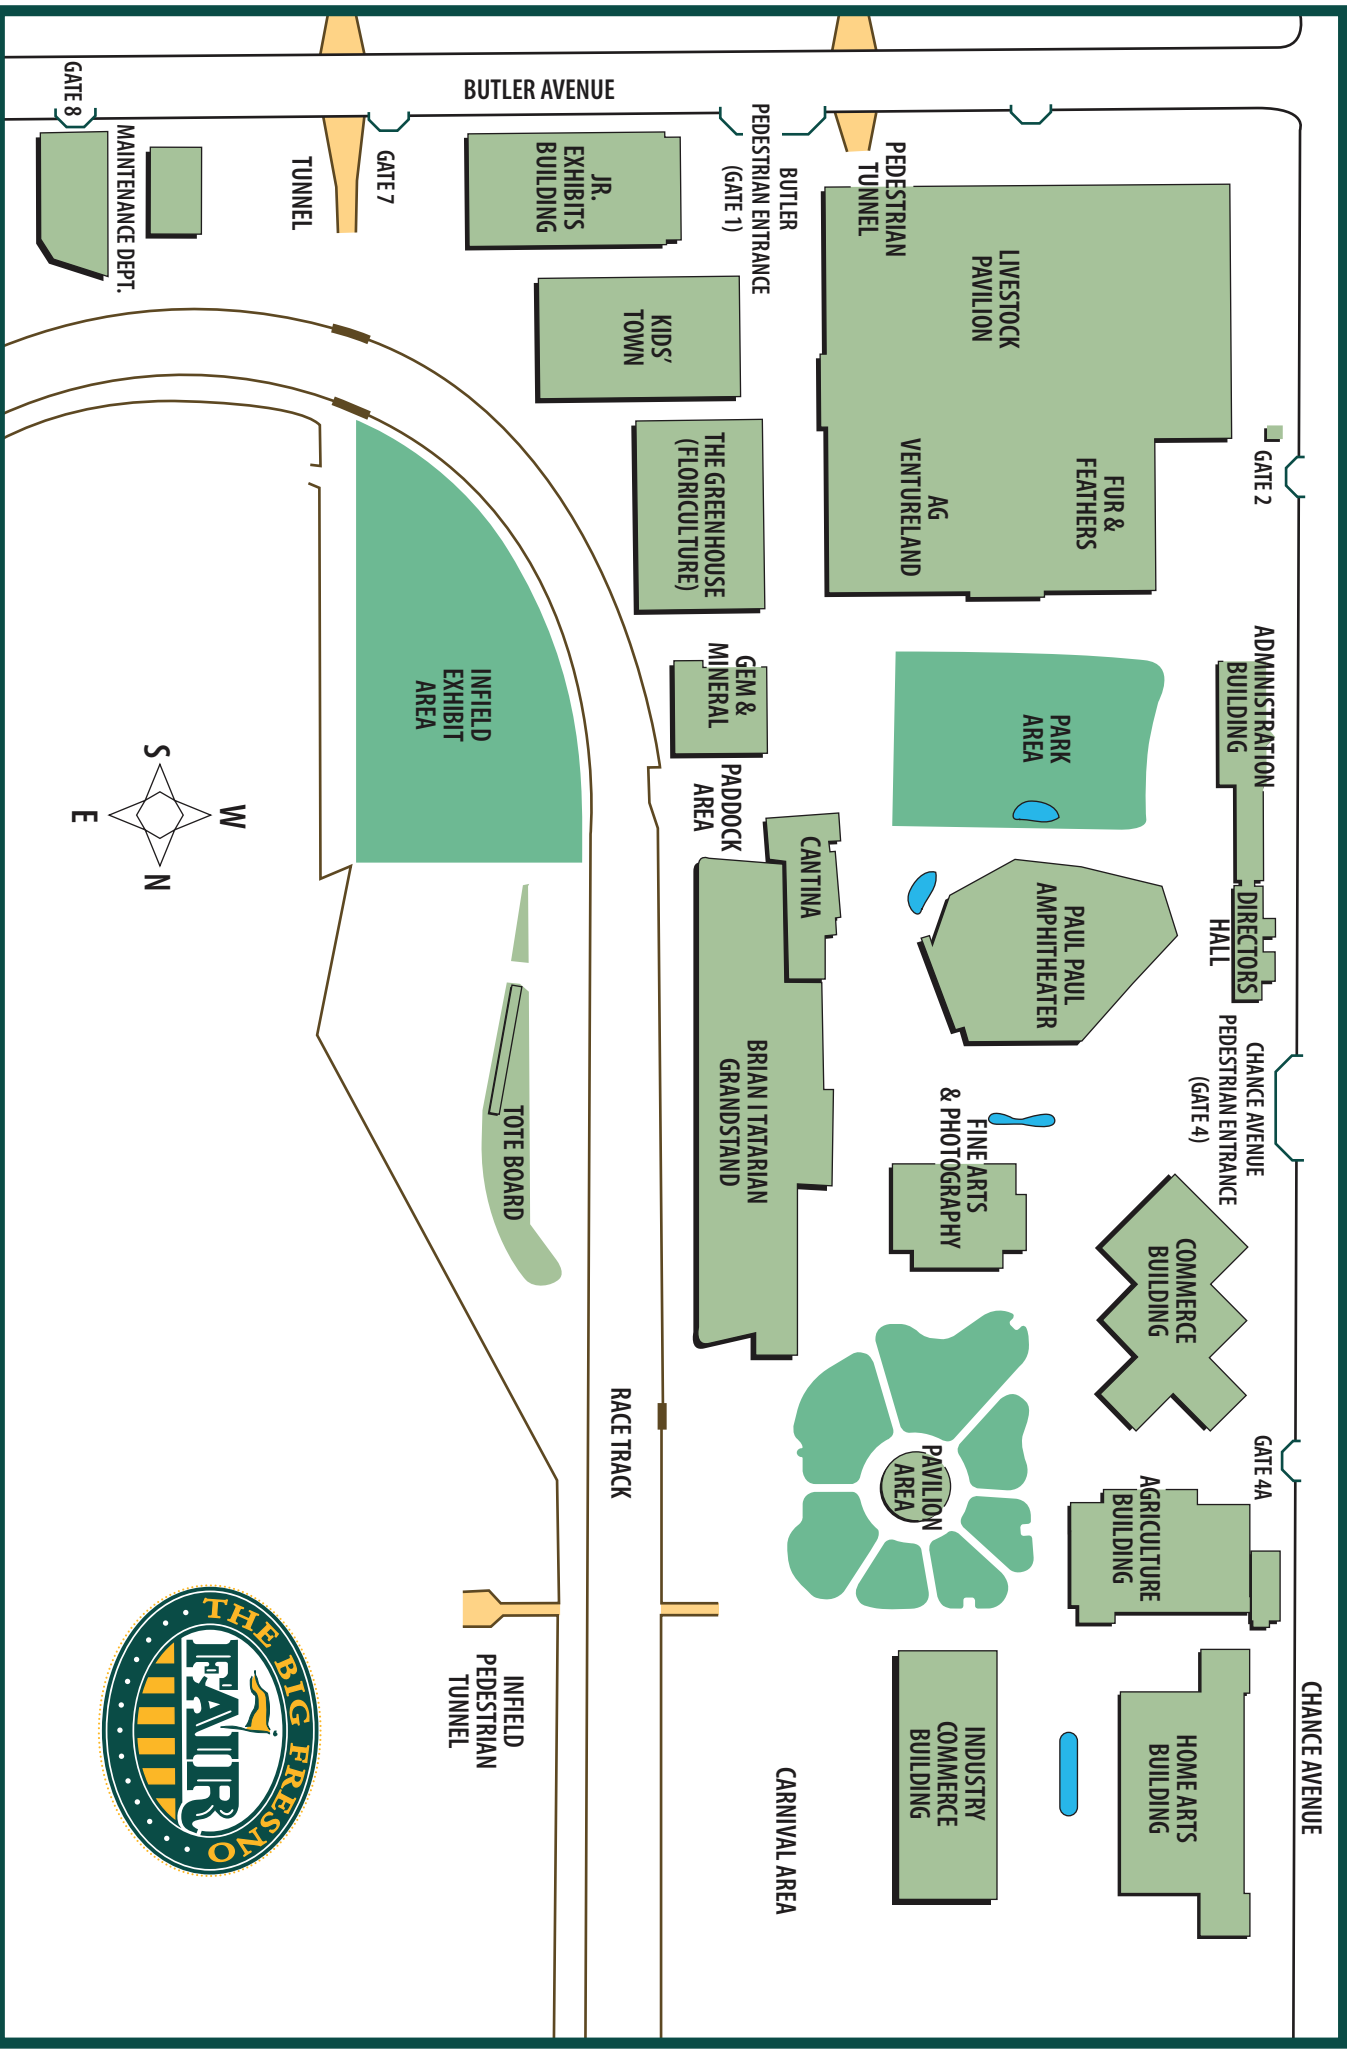 CHANCE AVENUE
GATE 2
ADMINISTRATION
BUILDING
DIRECTORS
HALL
CHANCE AVENUE
PEDESTRIAN ENTRANCE
(GATE 4)
GATE 4A
LIVESTOCK
PAVILION
FUR &
FEATHERS
AG
VENTURELAND
PARK
AREA
PAUL PAUL
AMPHITHEATER
COMMERCE
BUILDING
AGRICULTURE
BUILDING
HOME ARTS
BUILDING
FINE ARTS
& PHOTOGRAPHY
PAVILION
AREA
INDUSTRY
COMMERCE
BUILDING
PEDESTRIAN
TUNNEL
BUTLER
PEDESTRIAN ENTRANCE
(GATE 1)
CANTINA
CARNIVAL AREA
BRIAN I TATARIAN
GRANDSTAND
GEM &
MINERAL
PADDOCK
AREA
THE GREENHOUSE
(FLORICULTURE)
KIDS'
TOWN
JR.
EXHIBITS
BUILDING
BUTLER AVENUE
RACE TRACK
TOTE BOARD
INFIELD
EXHIBIT
AREA
INFIELD
PEDESTRIAN
TUNNEL
GATE 7
TUNNEL
MAINTENANCE DEPT.
GATE 8
W
S
N
E
THE BIG FRESNO
FAIR